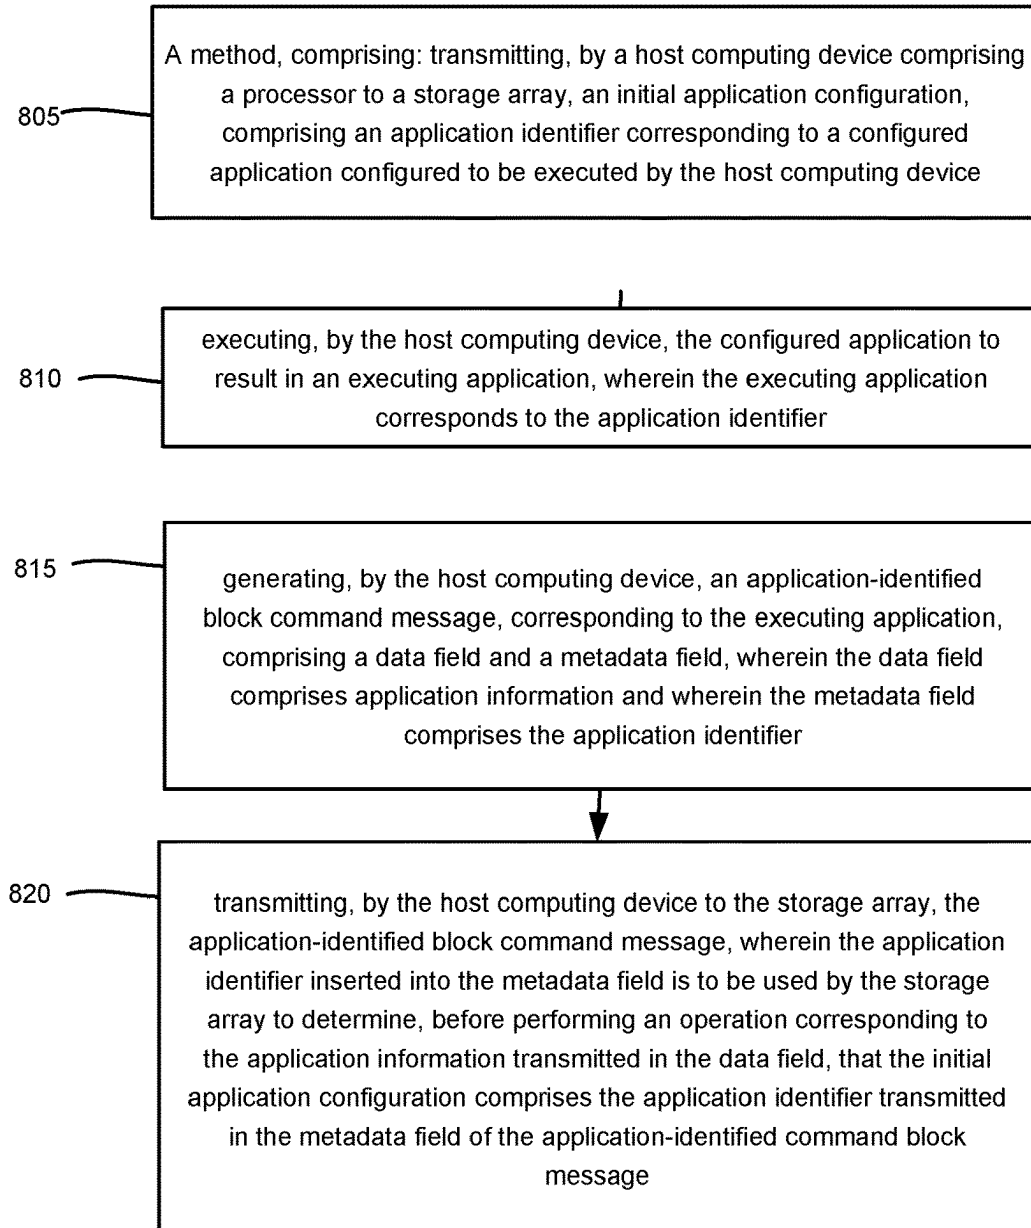 805
A method, comprising: transmitting, by a host computing device comprising
a processor to a storage array, an initial application configuration,
comprising an application identifier corresponding to a configured
application configured to be executed by the host computing device
810
executing, by the host computing device, the configured application to
result in an executing application, wherein the executing application
corresponds to the application identifier
815
generating, by the host computing device, an application-identified
block command message, corresponding to the executing application,
comprising a data field and a metadata field, wherein the data field
comprises application information and wherein the metadata field
comprises the application identifier
820
transmitting, by the host computing device to the storage array, the
application-identified block command message, wherein the application
identifier inserted into the metadata field is to be used by the storage
array to determine, before performing an operation corresponding to
the application information transmitted in the data field, that the initial
application configuration comprises the application identifier transmitted
in the metadata field of the application-identified command block
message